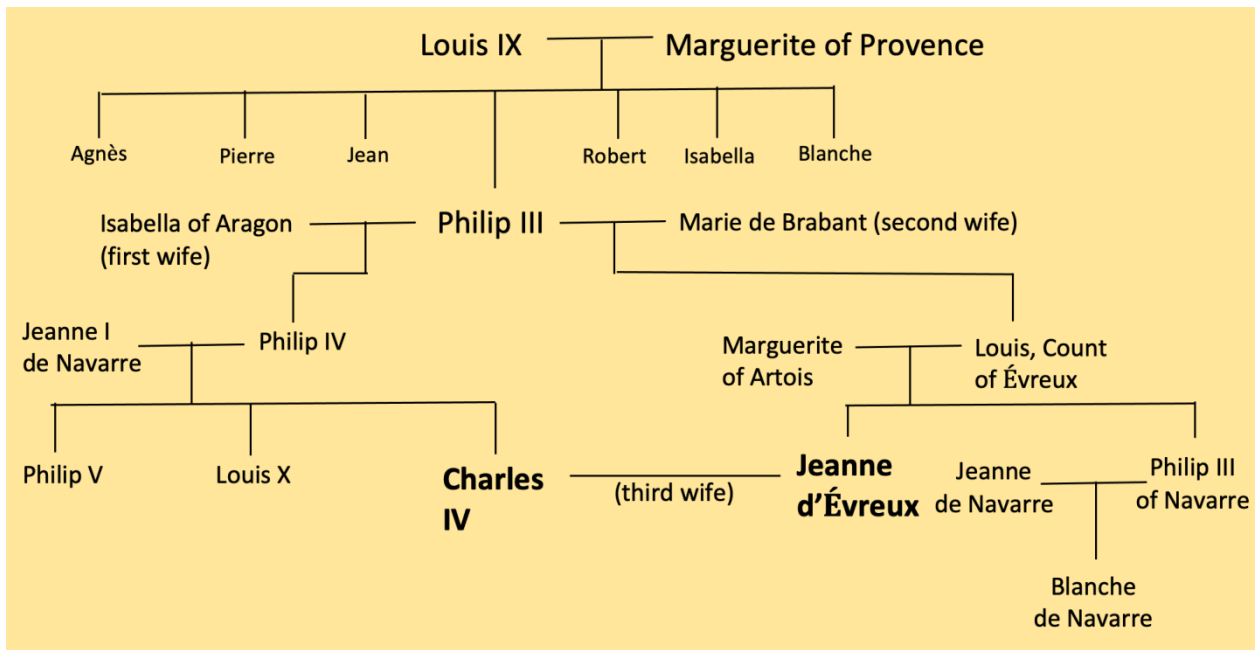 Louis IX
Marguerite of Provence
Agnès
Pierre
Jean
Robert
Isabella
Blanche
Isabella of Aragon
(first wife)
Philip III
Marie de Brabant (second wife)
Jeanne I
de Navarre
Philip IV
Marguerite
of Artois
Louis, Count
of Évreux
Philip V
Louis X
Charles
IV
(third wife)
Jeanne
d’Évreux
Jeanne
de Navarre
Philip III
of Navarre
Blanche
de Navarre